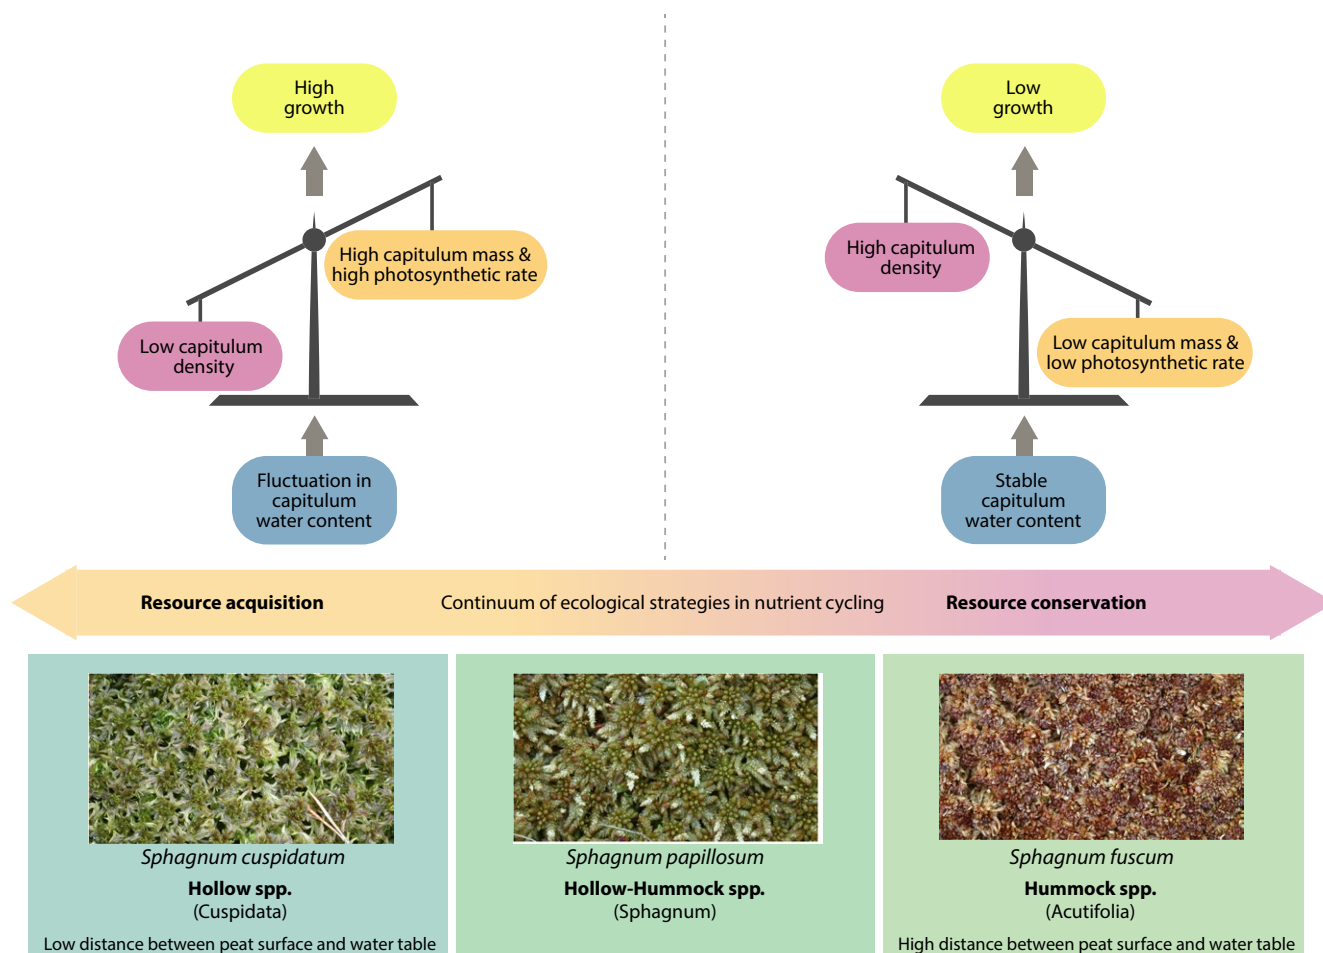 High
growth
High capitulum mass &
high photosynthetic rate
Low capitulum
density
Fluctuation in
capitulum
water content
Low
growth
High capitulum
density
Low capitulum mass &
low photosynthetic rate
Stable
capitulum
water content
Resource acquisition
Continuum of ecological strategies in nutrient cycling
Resource conservation
Sphagnum cuspidatum
Hollow spp.
(Cuspidata)
Low distance between peat surface and water table
Sphagnum papillosum
Hollow-Hummock spp.
(Sphagnum)
Sphagnum fuscum
Hummock spp.
(Acutifolia)
High distance between peat surface and water table